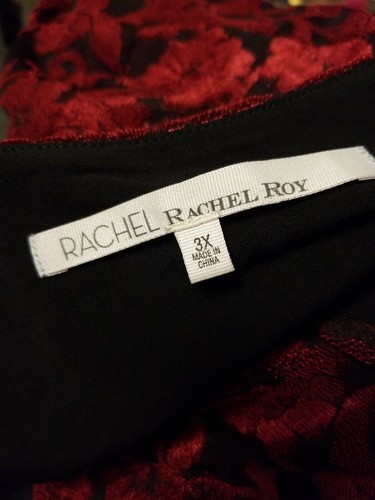 RACHEL RACHEL ROY
3X
MADE IN
CHINA